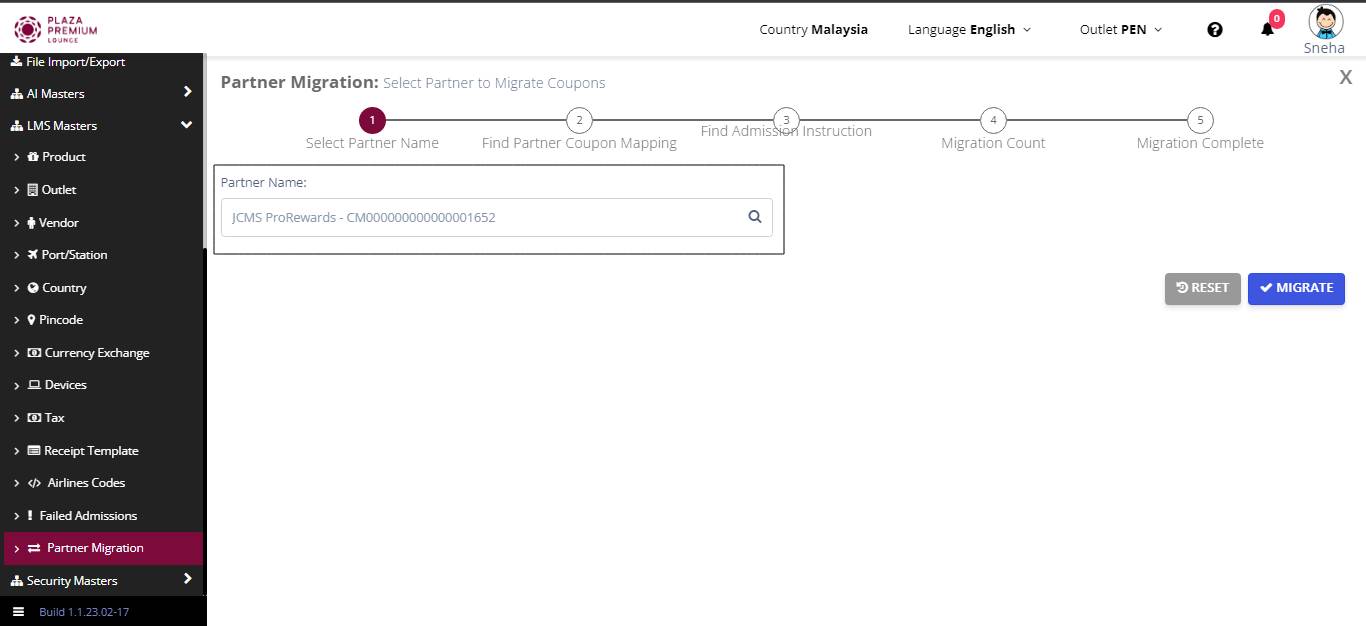 PLAZA
PREMIUM
LOUNGE
Country Malaysia
Language English
Outlet PEN
0
Sneha
File Import/Export
AI Masters
LMS Masters
Product
Outlet
Vendor
Port/Station
Country
Pincode
Currency Exchange
Devices
Tax
Receipt Template
Airlines Codes
Failed Admissions
Partner Migration
Security Masters
Build 1.1.23.02-17
Partner Migration: Select Partner to Migrate Coupons
X
1
2
3
4
5
Select Partner Name
Find Partner Coupon Mapping
Find Admission Instruction
Migration Count
Migration Complete
Partner Name:
JCMS ProRewards - CM000000000000001652
RESET
MIGRATE